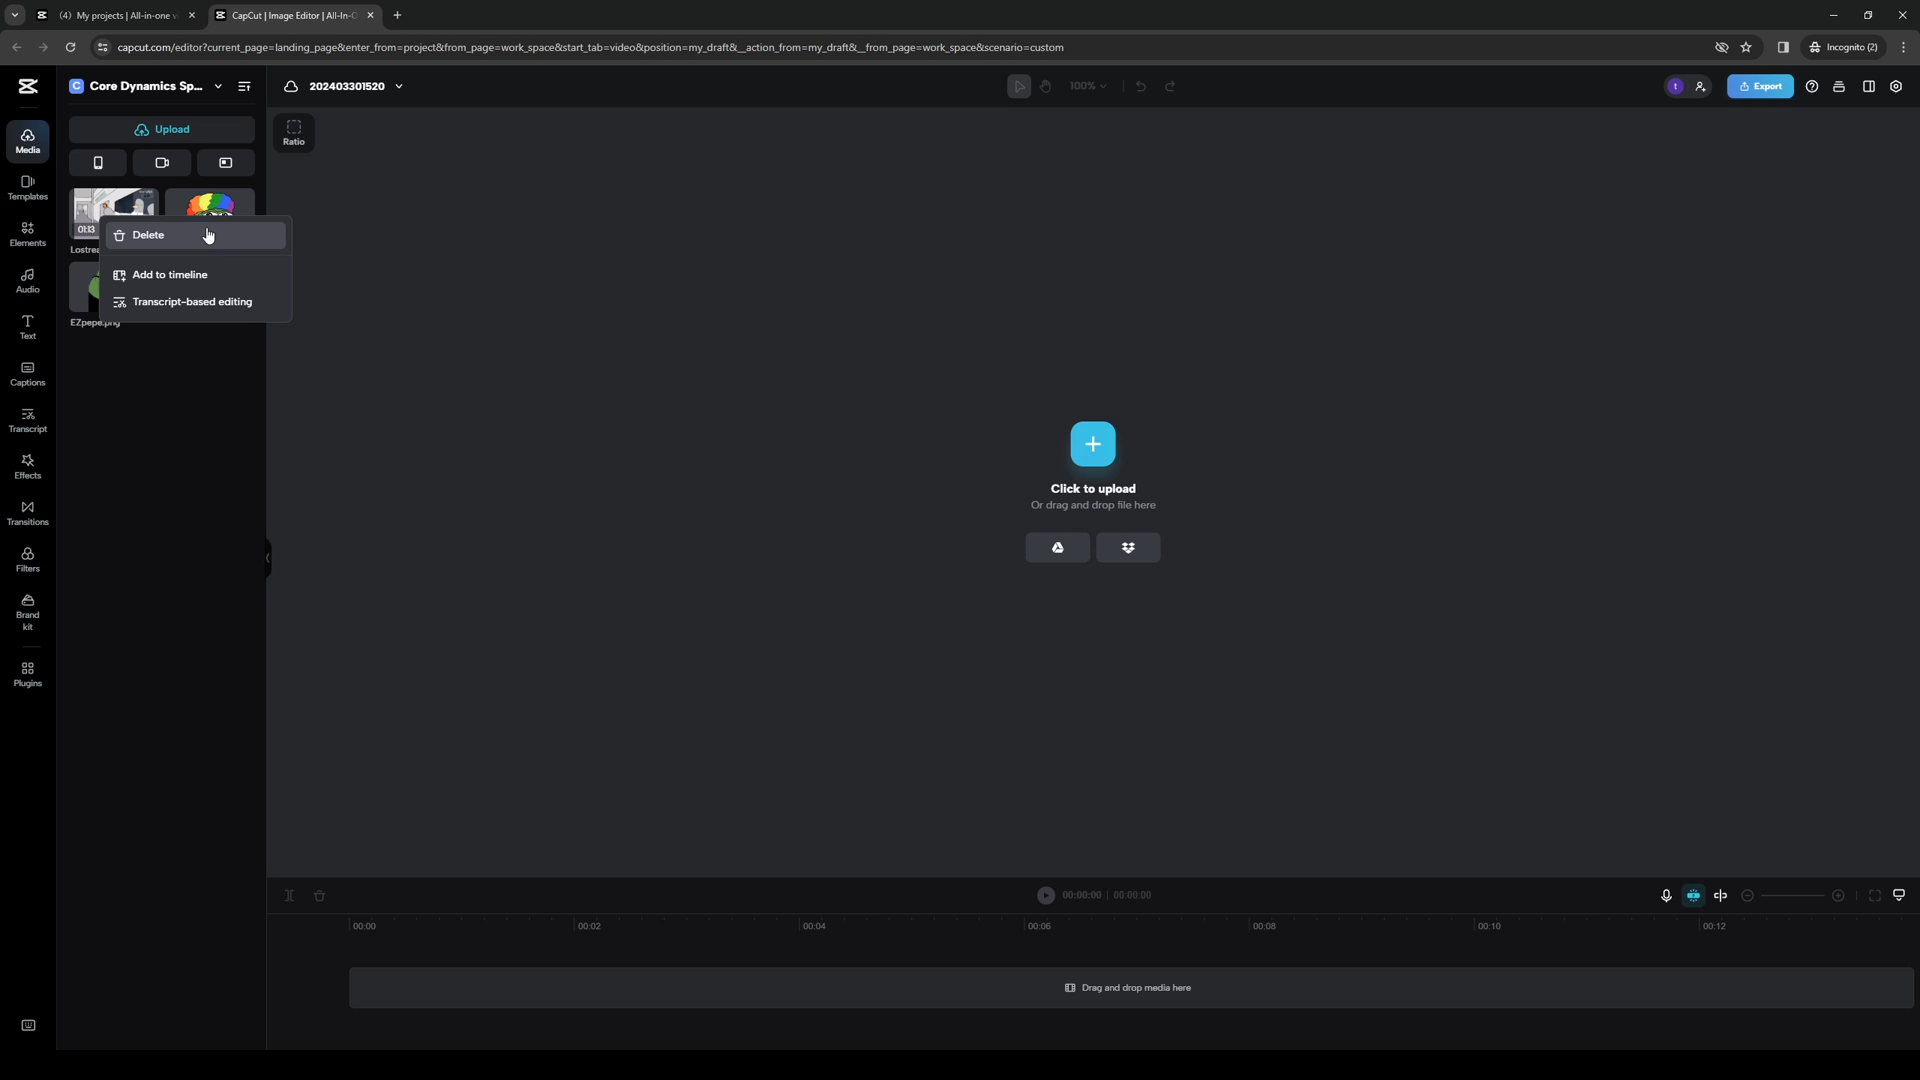 (4) My projects | All-in-one v
CapCut | Image Editor | All-In-O
capcut.com/editor?current_page=landing_page&enter_from=project&from_page=work_space&start_tab=video&position=my_draft&__action_from=my_draft&__from_page=work_space&scenario=custom
Incognito (2)
C Core Dynamics Sp...
202403301520
100%
t
Export
Upload
Ratio
Media
Templates
Elements
Audio
Text
Captions
Transcript
Effects
Transitions
Filters
Brand
kit
Plugins
01:13
Lostrea
Delete
Add to timeline
Transcript-based editing
EZpepe.png
Click to upload
Or drag and drop file here
00:00:00 | 00:00:00
00:00
00:02
00:04
00:06
00:08
00:10
00:12
Drag and drop media here